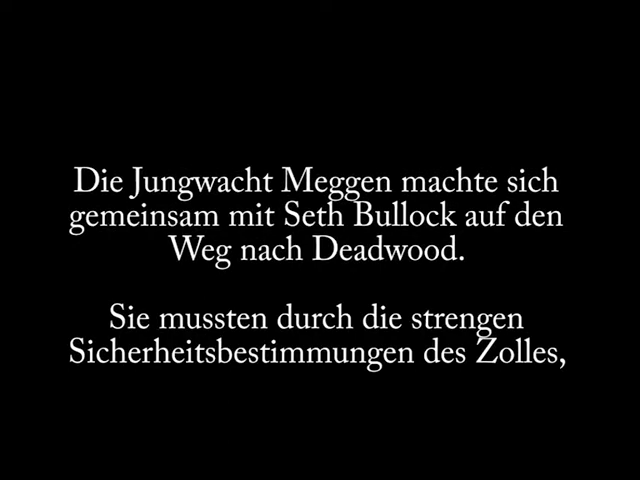 Die Jungwacht Meggen machte sich
gemeinsam mit Seth Bullock auf den
Weg nach Deadwood.
Sie mussten durch die strengen
Sicherheitsbestimmungen des Zolles,